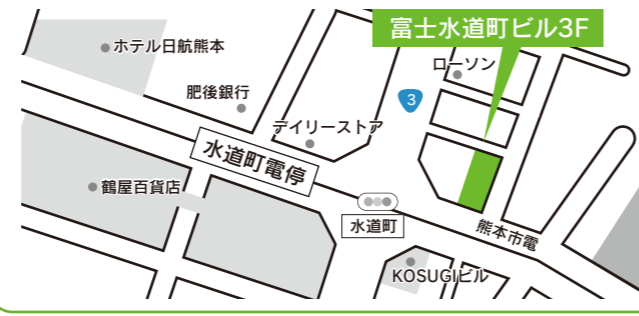 富士水道町ビル3F
ホテル日航熊本
ローソン
肥後銀行
3
デイリーストア
水道町電停
鶴屋百貨店
水道町
熊本市電
KOSUGIビル